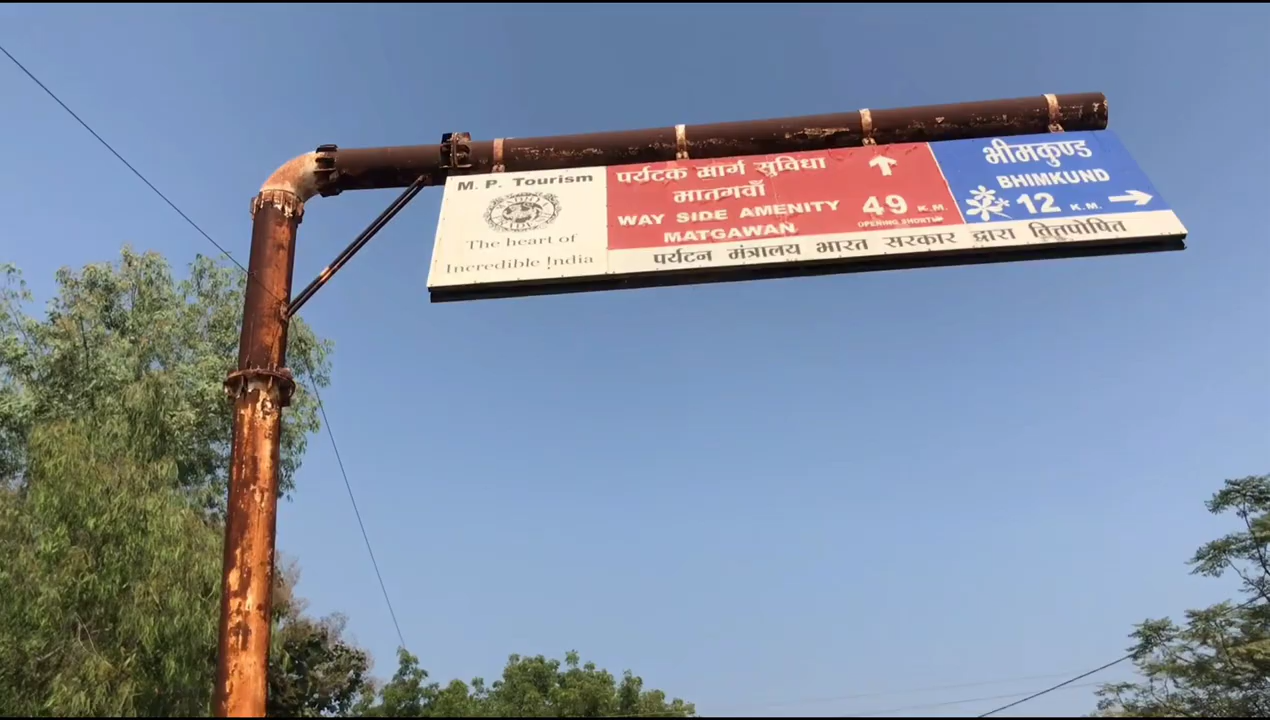 M. P. Tourism
The heart of
Incredible !ndia
पर्यटक मार्ग सुविधा
मातगवाँ
WAY SIDE AMENITY
MATGAWAN
49 K.M.
OPENING SHORTLY
भीमकुण्ड
BHIMKUND
12 K.M.
पर्यटन मंत्रालय भारत सरकार द्वारा वित्तपोषित